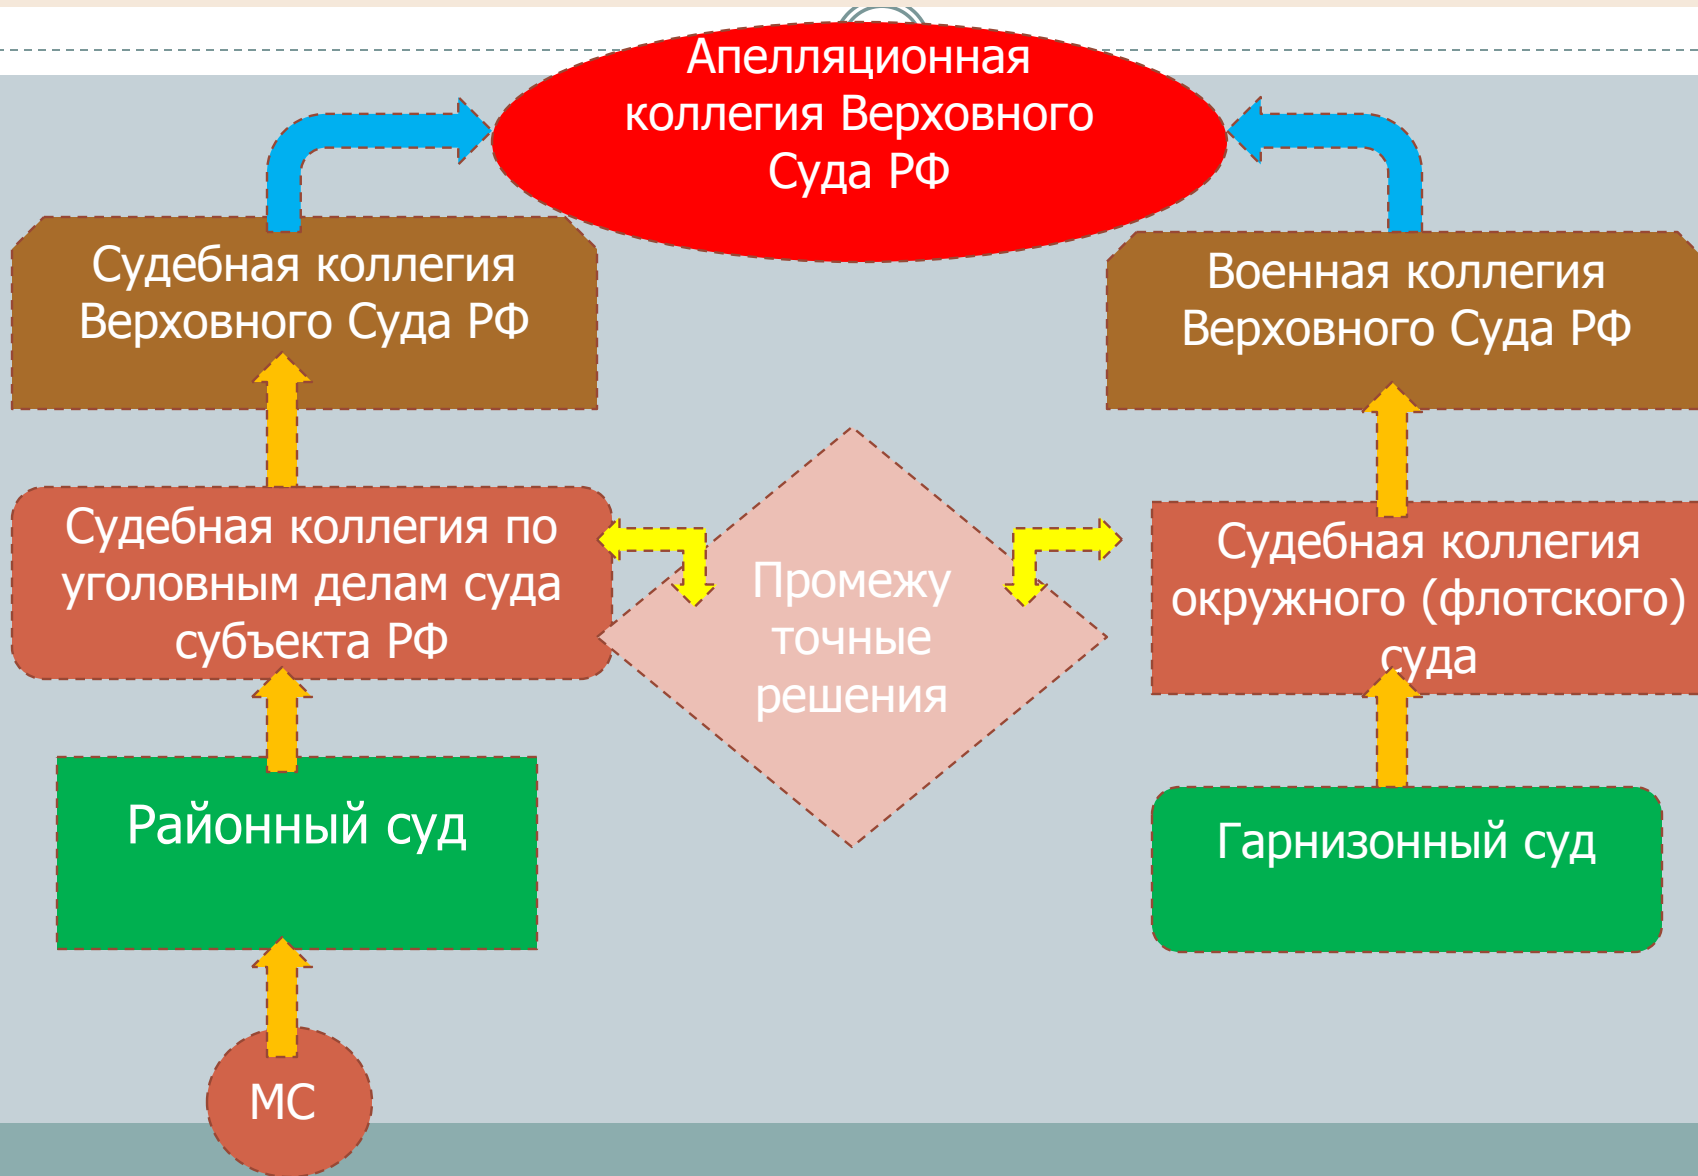 Апелляционная
коллегия Верховного
Суда РФ
Судебная коллегия
Верховного Суда РФ
Военная коллегия
Верховного Суда РФ
Судебная коллегия по
уголовным делам суда
субъекта РФ
Промежу
точные
решения
Судебная коллегия
окружного (флотского)
суда
Районный суд
Гарнизонный суд
МС